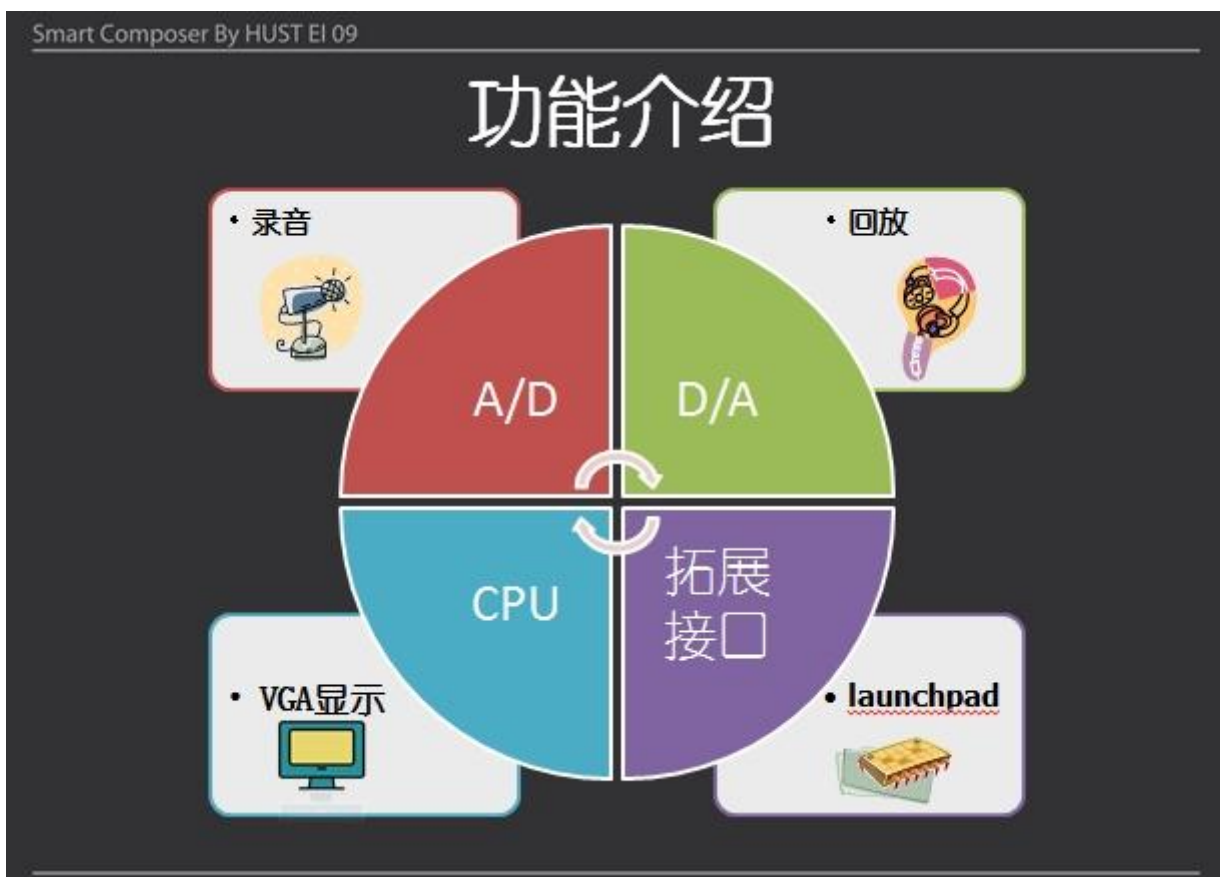 Smart Composer By HUST EI 09
功能介绍
• 录音
• 回放
A/D
D/A
CPU
拓展
接口
• VGA显示
• launchpad